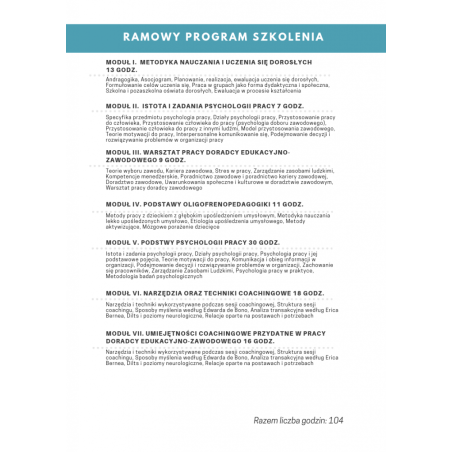 RAMOWY PROGRAM SZKOLENIA
MODUŁ I. METODYKA NAUCZANIA I UCZENIA SIĘ DOROSŁYCH
13 GODZ.
Andragogika, Asocjogram, Planowanie, realizacja, ewaluacja uczenia się dorosłych,
Formułowanie celów uczenia się, Praca w grupach jako forma dydaktyczna i społeczna,
Szkolna i pozaszkolna oświata dorosłych, Ewaluacja w procesie kształcenia
MODUŁ II. ISTOTA I ZADANIA PSYCHOLOGII PRACY 7 GODZ.
Specyfika przedmiotu psychologia pracy, Działy psychologii pracy, Przystosowanie pracy
do człowieka, Przystosowanie człowieka do pracy (psychologia doboru zawodowego),
Przystosowanie człowieka do pracy z innymi ludźmi, Model przystosowania zawodowego,
Teorie motywacji do pracy, Interpersonalne komunikowanie się, Podejmowanie decyzji i
rozwiązywanie problemów w organizacji pracy
MODUŁ III. WARSZTAT PRACY DORADCY EDUKACYJNO-
ZAWODOWEGO 9 GODZ.
Teorie wyboru zawodu, Kariera zawodowa, Stres w pracy, Zarządzanie zasobami ludzkimi,
Kompetencje menedżerskie, Poradnictwo zawodowe i poradnictwo kariery zawodowej,
Doradztwo zawodowe, Uwarunkowania społeczne i kulturowe w doradztwie zawodowym,
Warsztat pracy doradcy zawodowego
MODUŁ IV. PODSTAWY OLIGOFRENOPEDAGOGIKI 11 GODZ.
Metody pracy z dzieckiem z głębokim upośledzeniem umysłowym, Metodyka nauczania
lekko upośledzonych umysłowo, Etiologia upośledzenia umysłowego, Metody
aktywizujące, Mózgowe porażenie dziecięce
MODUŁ V. PODSTWY PSYCHOLOGII PRACY 30 GODZ.
Istota i zadania psychologii pracy, Działy psychologii pracy, Psychologia pracy i jej
podstawowe pojęcia, Teorie motywacji do pracy, Komunikacja i obieg informacji w
organizacji, Podejmowanie decyzji i rozwiązywanie problemów w organizacji, Zachowanie
się pracowników, Zarządzanie Zasobami Ludzkimi, Psychologia pracy w praktyce,
Metodologia badań psychologicznych
MODUŁ VI. NARZĘDZIA ORAZ TECHNIKI COACHINGOWE 18 GODZ.
Narzędzia i techniki wykorzystywane podczas sesji coachingowej, Struktura sesji
coachingu, Sposoby myślenia według Edwarda de Bono, Analiza transakcyjna według Erica
Bernea, Dilts i poziomy neurologiczne, Relacje oparte na postawach i potrzebach
MODUŁ VII. UMIEJĘTNOŚCI COACHINGOWE PRZYDATNE W PRACY
DORADCY EDUKACYJNO-ZAWODOWEGO 16 GODZ.
Narzędzia i techniki wykorzystywane podczas sesji coachingowej, Struktura sesji
coachingu, Sposoby myślenia według Edwarda de Bono, Analiza transakcyjna według Erica
Bernea, Dilts i poziomy neurologiczne, Relacje oparte na postawach i potrzebach
Razem liczba godzin: 104